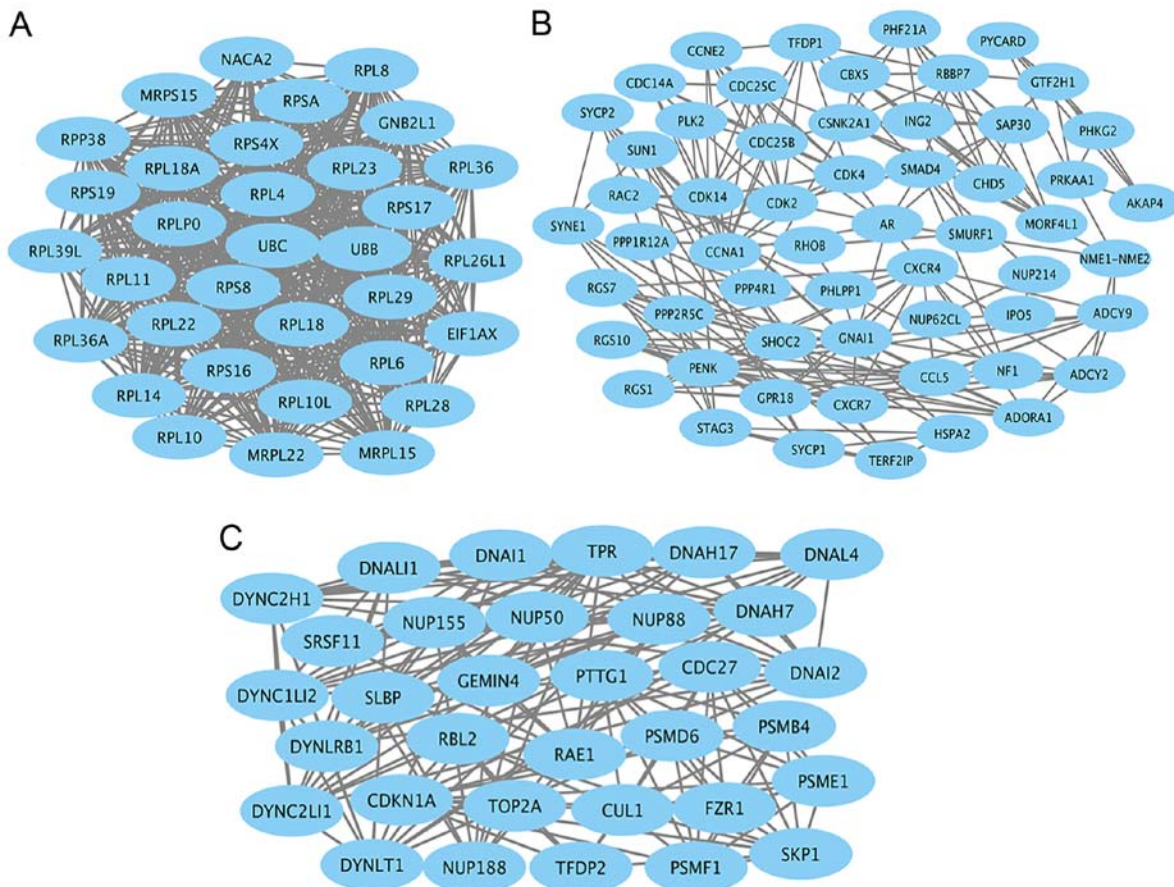 A
NACA2
RPL8
MRPS15
RPSA
GNB2L1
RPP38
RPS4X
RPL18A
RPL23
RPL36
RPS19
RPL4
RPS17
RPLP0
UBC
UBB
RPL39L
RPL26L1
RPL11
RPS8
RPL29
RPL22
RPL18
EIF1AX
RPL36A
RPS16
RPL6
RPL14
RPL10L
RPL28
RPL10
MRPL22
MRPL15
B
CCNE2
TFDP1
PHF21A
PYCARD
CDC14A
CDC25C
CBX5
RBBP7
GTF2H1
SYCP2
PLK2
CSNK2A1
ING2
SAP30
PHKG2
SUN1
CDC25B
RAC2
CDK14
CDK4
SMAD4
CHD5
PRKAA1
AKAP4
CDK2
SYNE1
AR
MORF4L1
PPP1R12A
CCNA1
RHOB
SMURF1
NME1-NME2
RGS7
PPP4R1
PHLPP1
CXCR4
NUP214
PPP2R5C
NUP62CL
IPO5
ADCY9
RGS10
SHOC2
GNAI1
PENK
CCL5
NF1
ADCY2
RGS1
GPR18
CXCR7
ADORA1
STAG3
HSPA2
SYCP1
TERF2IP
C
DNALI1
DNAI1
TPR
DNAH17
DNAL4
DYNC2H1
NUP155
NUP50
NUP88
DNAH7
SRSF11
DYNC1LI2
SLBP
GEMIN4
PTTG1
CDC27
DNAI2
DYNLRB1
RBL2
RAE1
PSMD6
PSMB4
PSME1
DYNC2LI1
CDKN1A
TOP2A
CUL1
FZR1
DYNLT1
NUP188
TFDP2
PSMF1
SKP1